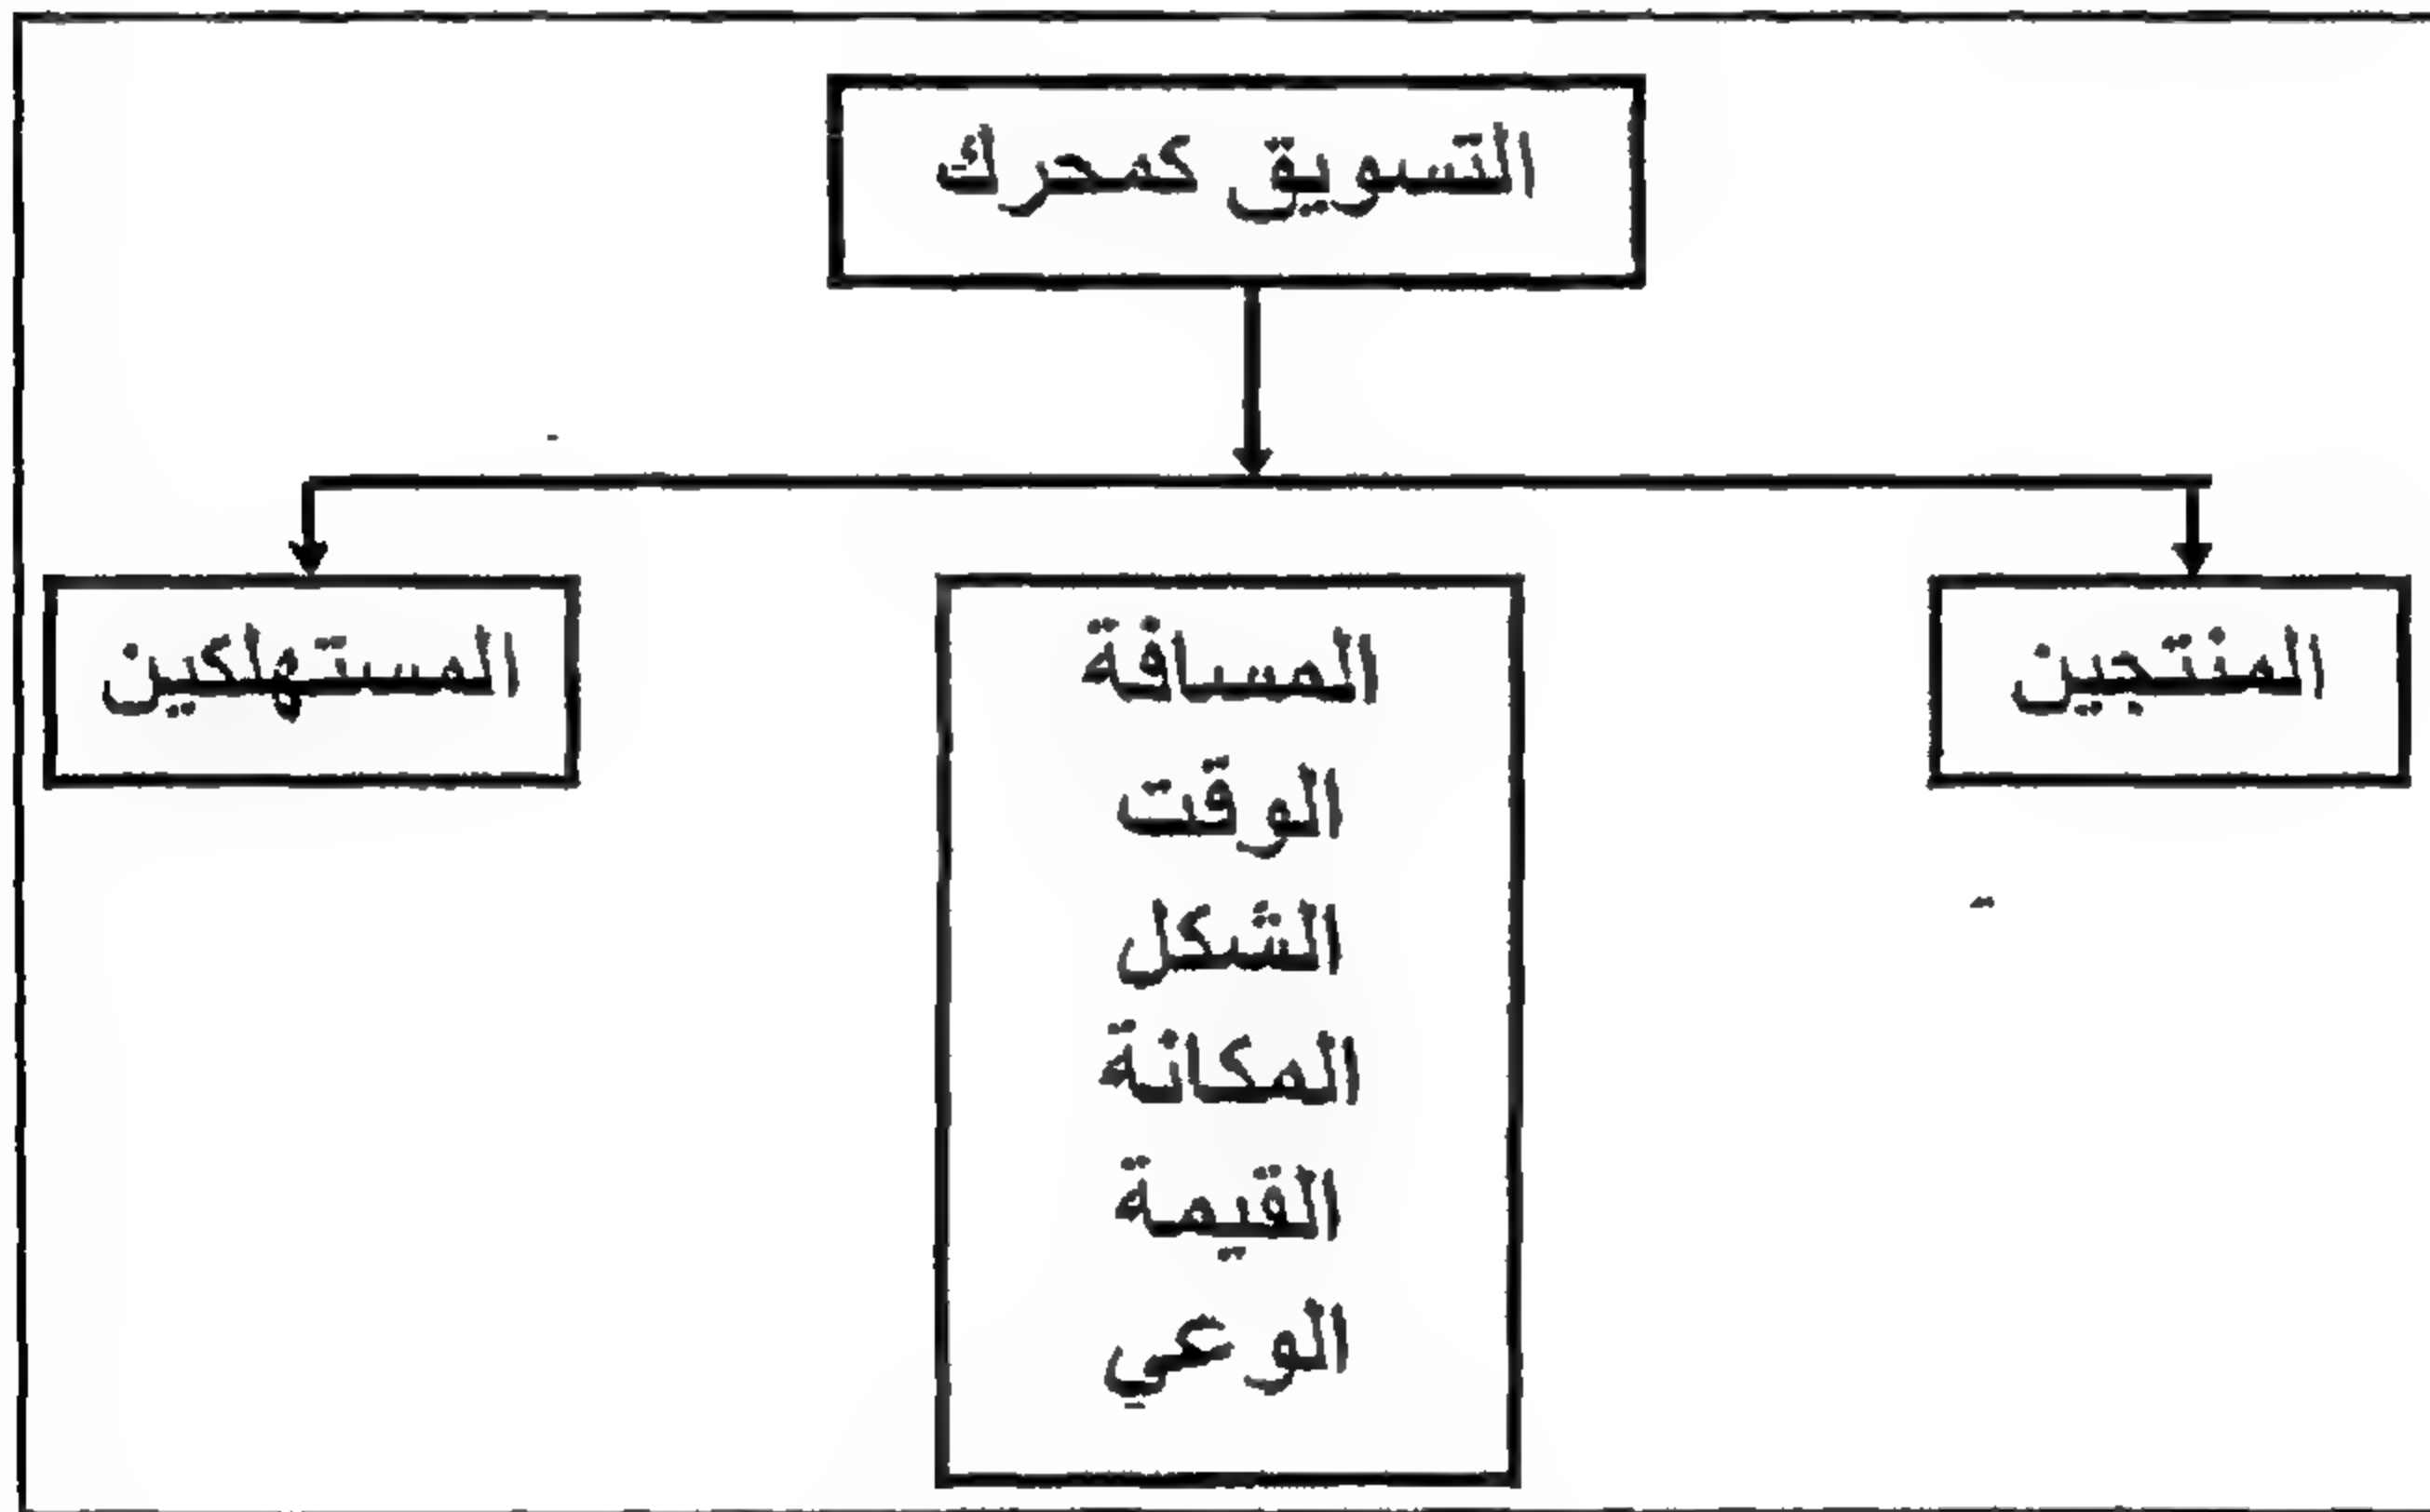 التسويق كمحرك
المنتجين
المسافة
الوقت
الشكل
المكانة
القيمة
الوعي
المستهلكين